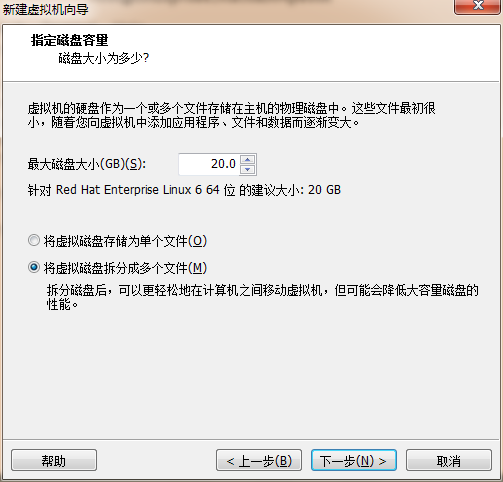 新建虚拟机向导
指定磁盘容量
磁盘大小为多少?
虚拟机的硬盘作为一个或多个文件存储在主机的物理磁盘中。这些文件最初很
小，随着您向虚拟机中添加应用程序、文件和数据而逐渐变大。
最大磁盘大小(GB)(S): 20.0
针对 Red Hat Enterprise Linux 6 64 位 的建议大小: 20 GB
将虚拟磁盘存储为单个文件(O)
将虚拟磁盘拆分成多个文件(M)
拆分磁盘后，可以更轻松地在计算机之间移动虚拟机，但可能会降低大容量磁盘的
性能。
帮助 < 上一步(B) 下一步(N) > 取消